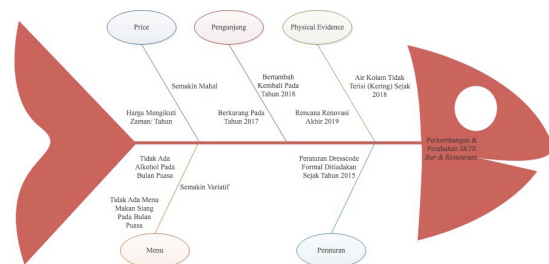 Price
Pengunjung
Physical Evidence
Semakin Mahal
Harga Mengikuti
Zaman/ Tahun
Bertambah
Kembali Pada
Tahun 2018
Berkurang Pada
Tahun 2017
Air Kolam Tidak
Terisi (Kering) Sejak
2018
Rencana Renovasi
Akhir 2019
Perkembangan &
Perubahan SKYE
Bar & Restaurant
Tidak Ada
Alkohol Pada
Bulan Puasa
Semakin Variatif
Tidak Ada Menu
Makan Siang
Pada Bulan
Puasa
Peraturan Dresscode
Formal Ditiadakan
Sejak Tahun 2015
Menu
Peraturan